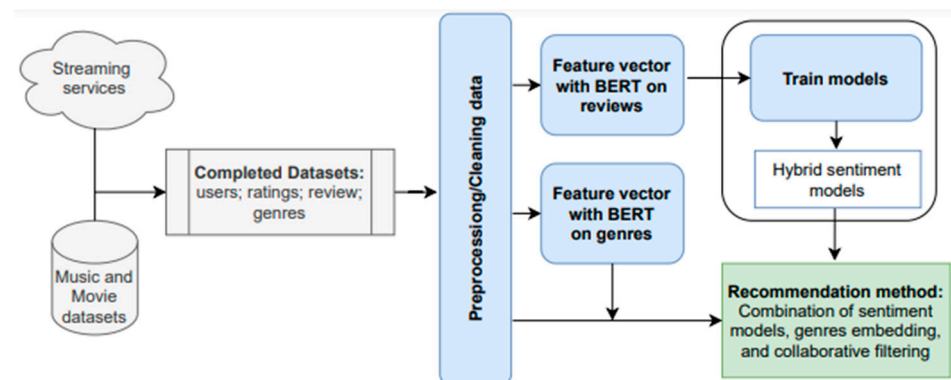 Streaming
services
Music and
Movie
datasets
Completed Datasets:
users; ratings; review;
genres
Preprocessiong/Cleaning data
Feature vector
with BERT on
reviews
Feature vector
with BERT
on genres
Train models
Hybrid sentiment
models
Recommendation method:
Combination of sentiment
models, genres embedding,
and collaborative filtering